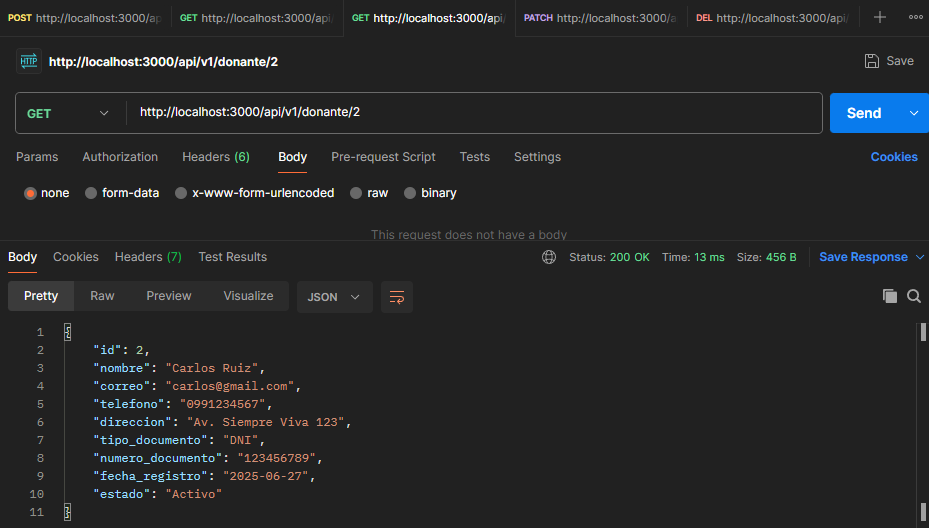 POST http://localhost:3000/ap GET http://localhost:3000/api/ GET http://localhost:3000/api/ PATCH http://localhost:3000/a DEL http://localhost:3000/api/
HTTP http://localhost:3000/api/v1/donante/2 Save
GET http://localhost:3000/api/v1/donante/2 Send
Params Authorization Headers (6) Body Pre-request Script Tests Settings Cookies
none form-data x-www-form-urlencoded raw binary
This request does not have a body
Body Cookies Headers (7) Test Results Status: 200 OK Time: 13 ms Size: 456 B Save Response
Pretty Raw Preview Visualize JSON
1 {
2 "id": 2,
3 "nombre": "Carlos Ruiz",
4 "correo": "carlos@gmail.com",
5 "telefono": "0991234567",
6 "direccion": "Av. Siempre Viva 123",
7 "tipo_documento": "DNI",
8 "numero_documento": "123456789",
9 "fecha_registro": "2025-06-27",
10 "estado": "Activo"
11 }